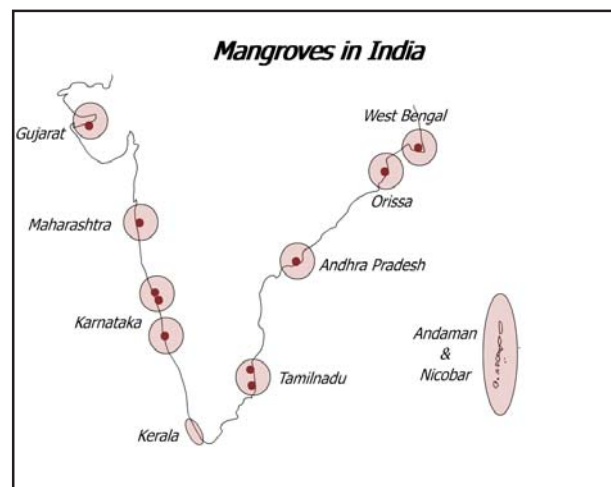 Mangroves in India
West Bengal
Gujarat
Orissa
Maharashtra
Andhra Pradesh
Karnataka
Andaman
&
Nicobar
Tamilnadu
Kerala